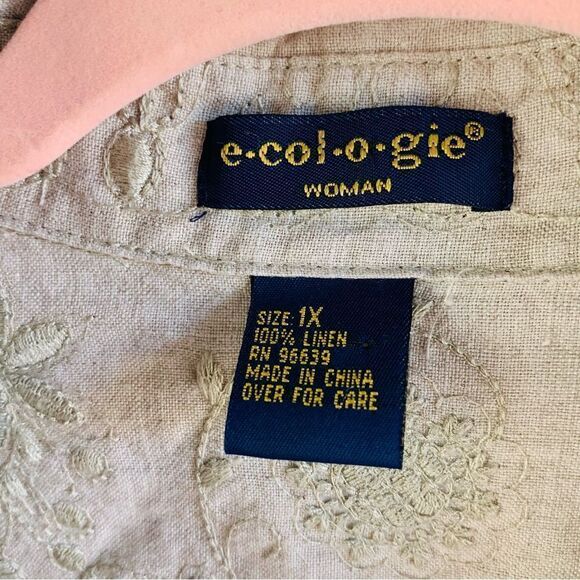 e·col·o·gie®
WOMAN
SIZE: 1X
100% LINEN
RN 96639
MADE IN CHINA
OVER FOR CARE